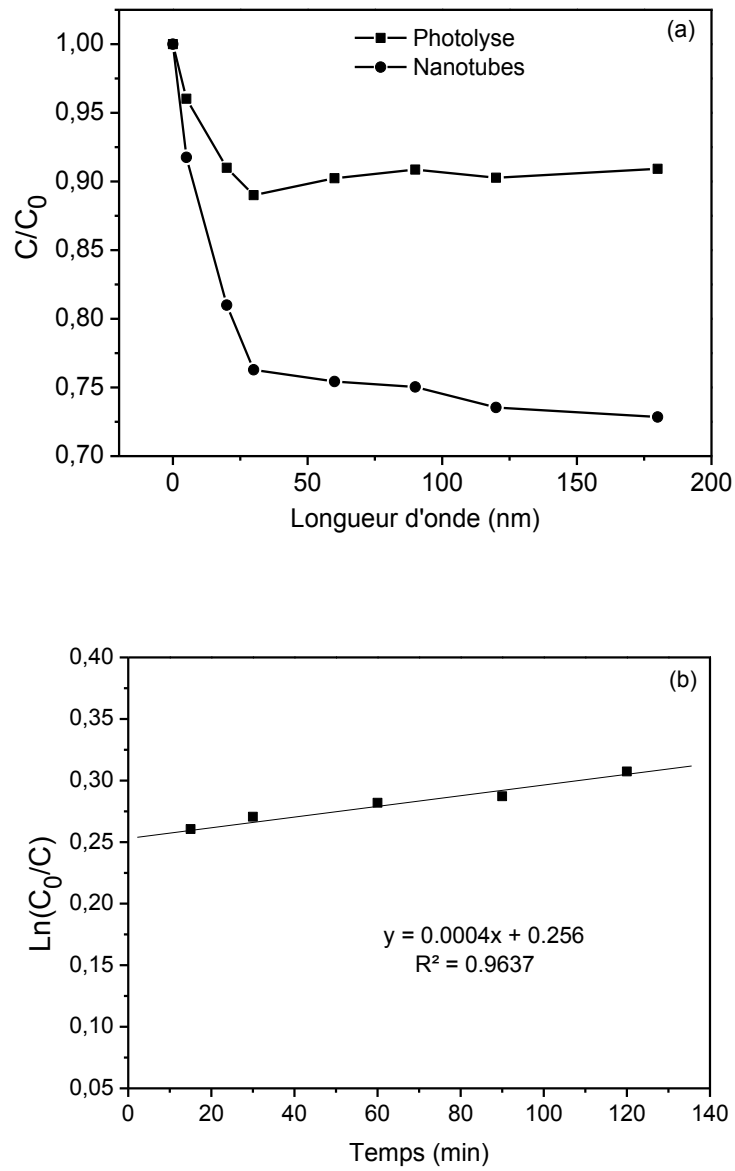 (a)
Photolyse
Nanotubes
1,00
0,95
0,90
0,85
0,80
0,75
0,70
C/C0
0 50 100 150 200
Longueur d'onde (nm)
(b)
0,40
0,35
0,30
0,25
0,20
0,15
0,10
0,05
Ln(C0/C)
y = 0.0004x + 0.256
R² = 0.9637
0 20 40 60 80 100 120 140
Temps (min)